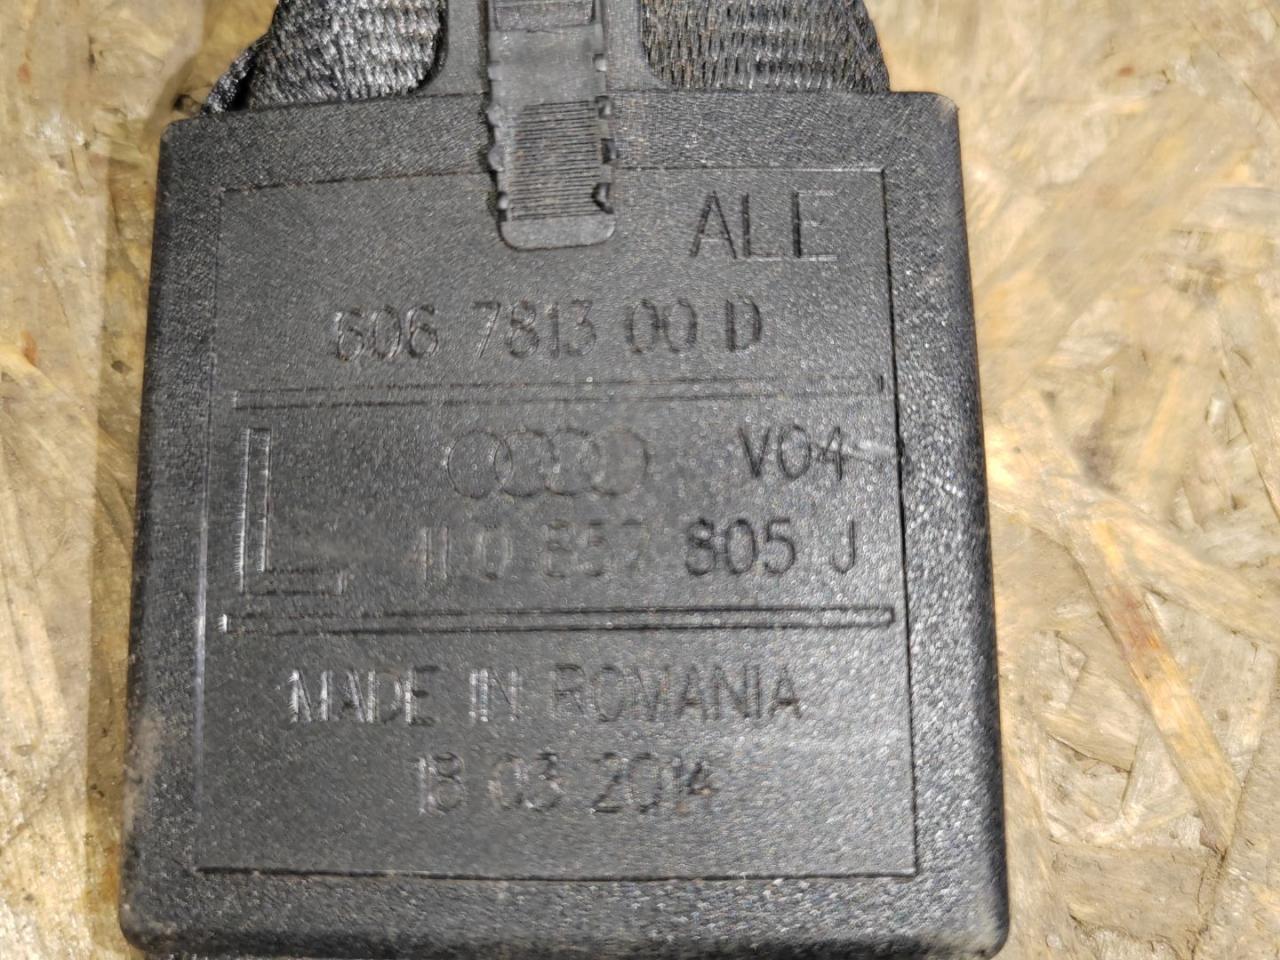 ALE
606 7813 00 D
V04
L 4L0 857 805 J
MADE IN ROMANIA
18 03 2014